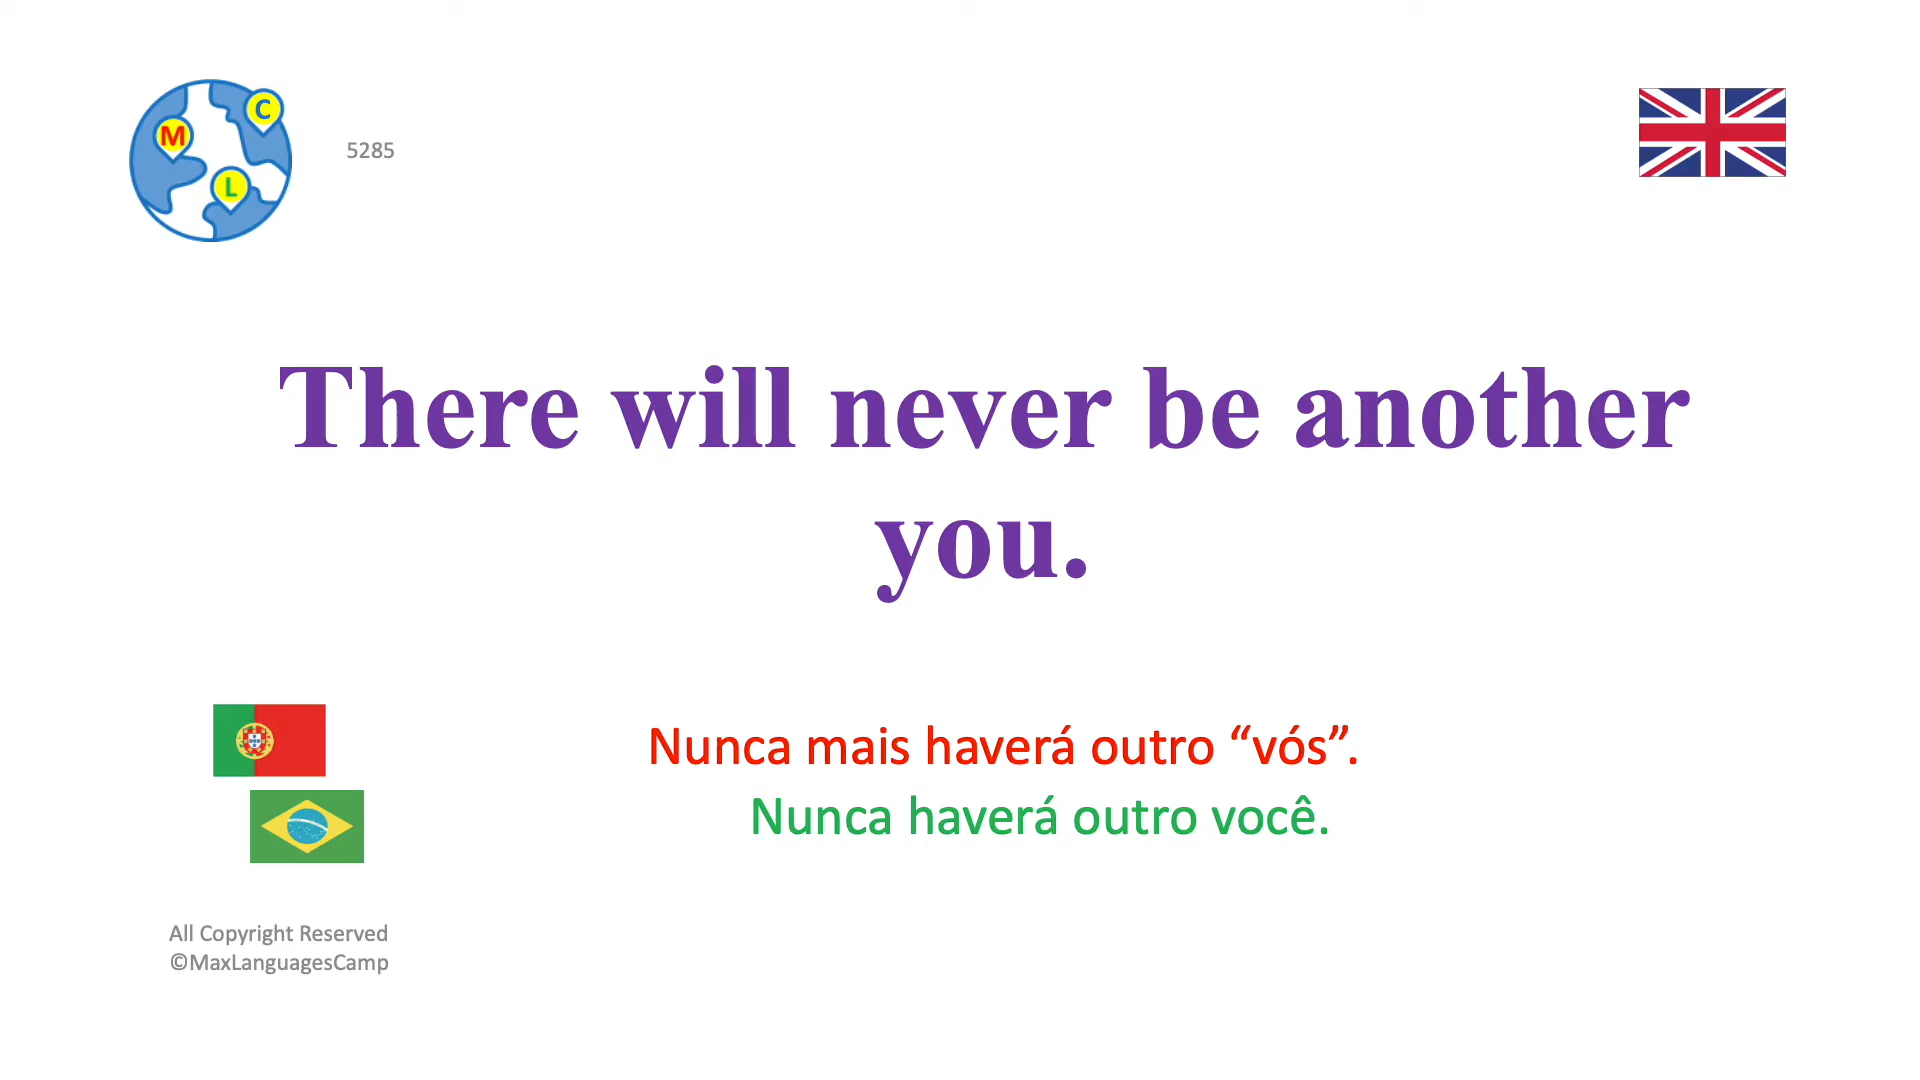 C
M
L
5285
There will never be another
you.
Nunca mais haverá outro “vós”.
Nunca haverá outro você.
All Copyright Reserved
©MaxLanguagesCamp